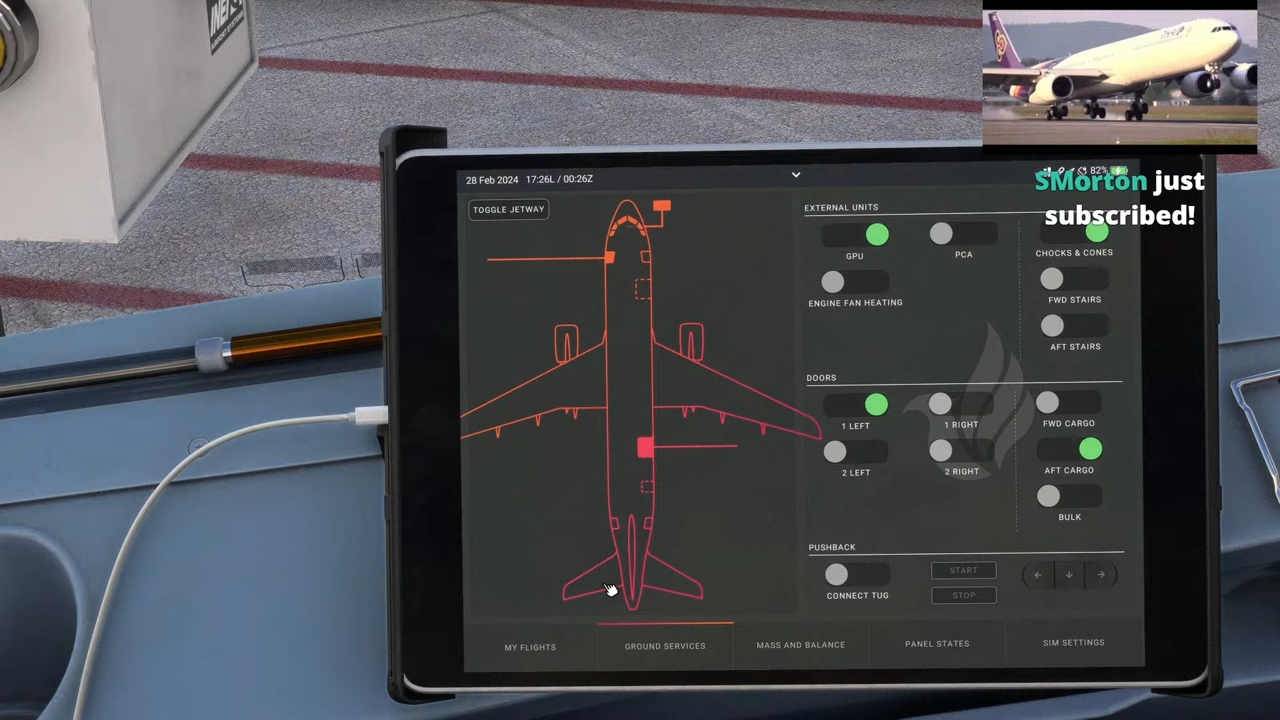 28 Feb 2024 17:26L / 00:26Z
82%
SMorton just
subscribed!
TOGGLE JETWAY
EXTERNAL UNITS
GPU
PCA
CHOCKS & CONES
ENGINE FAN HEATING
FWD STAIRS
AFT STAIRS
DOORS
1 LEFT
1 RIGHT
FWD CARGO
2 LEFT
2 RIGHT
AFT CARGO
BULK
PUSHBACK
CONNECT TUG
START
STOP
MY FLIGHTS
GROUND SERVICES
MASS AND BALANCE
PANEL STATES
SIM SETTINGS